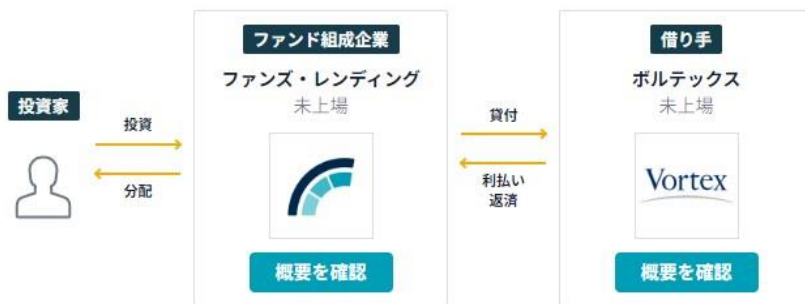 投資家
投資
分配
ファンド組成企業
ファンズ・レンディング
未上場
概要を確認
貸付
利払い
返済
借り手
ボルテックス
未上場
Vortex
概要を確認